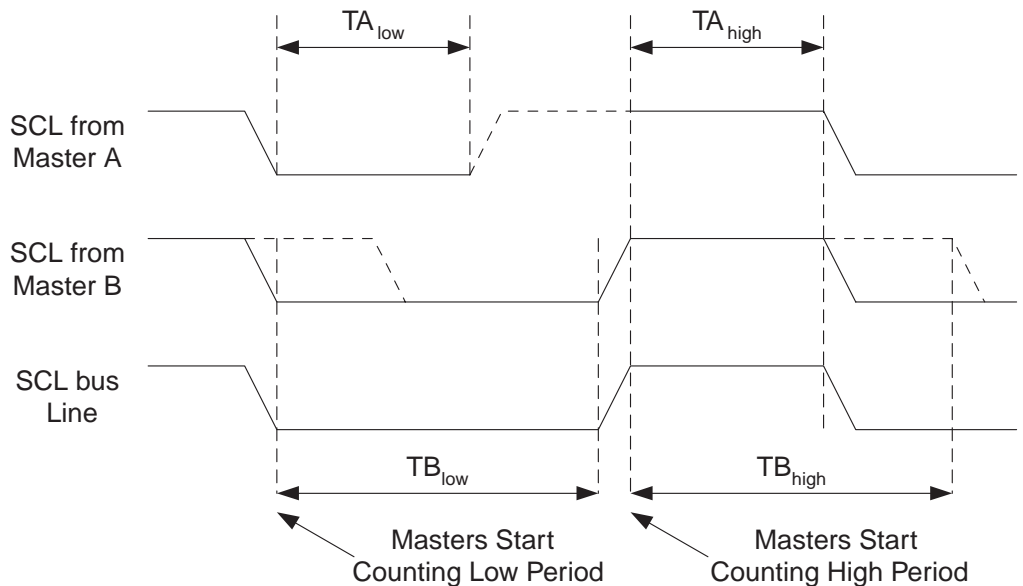 TA low
TA high
SCL from
Master A
SCL from
Master B
SCL bus
Line
TB low
TB high
Masters Start
Counting Low Period
Masters Start
Counting High Period